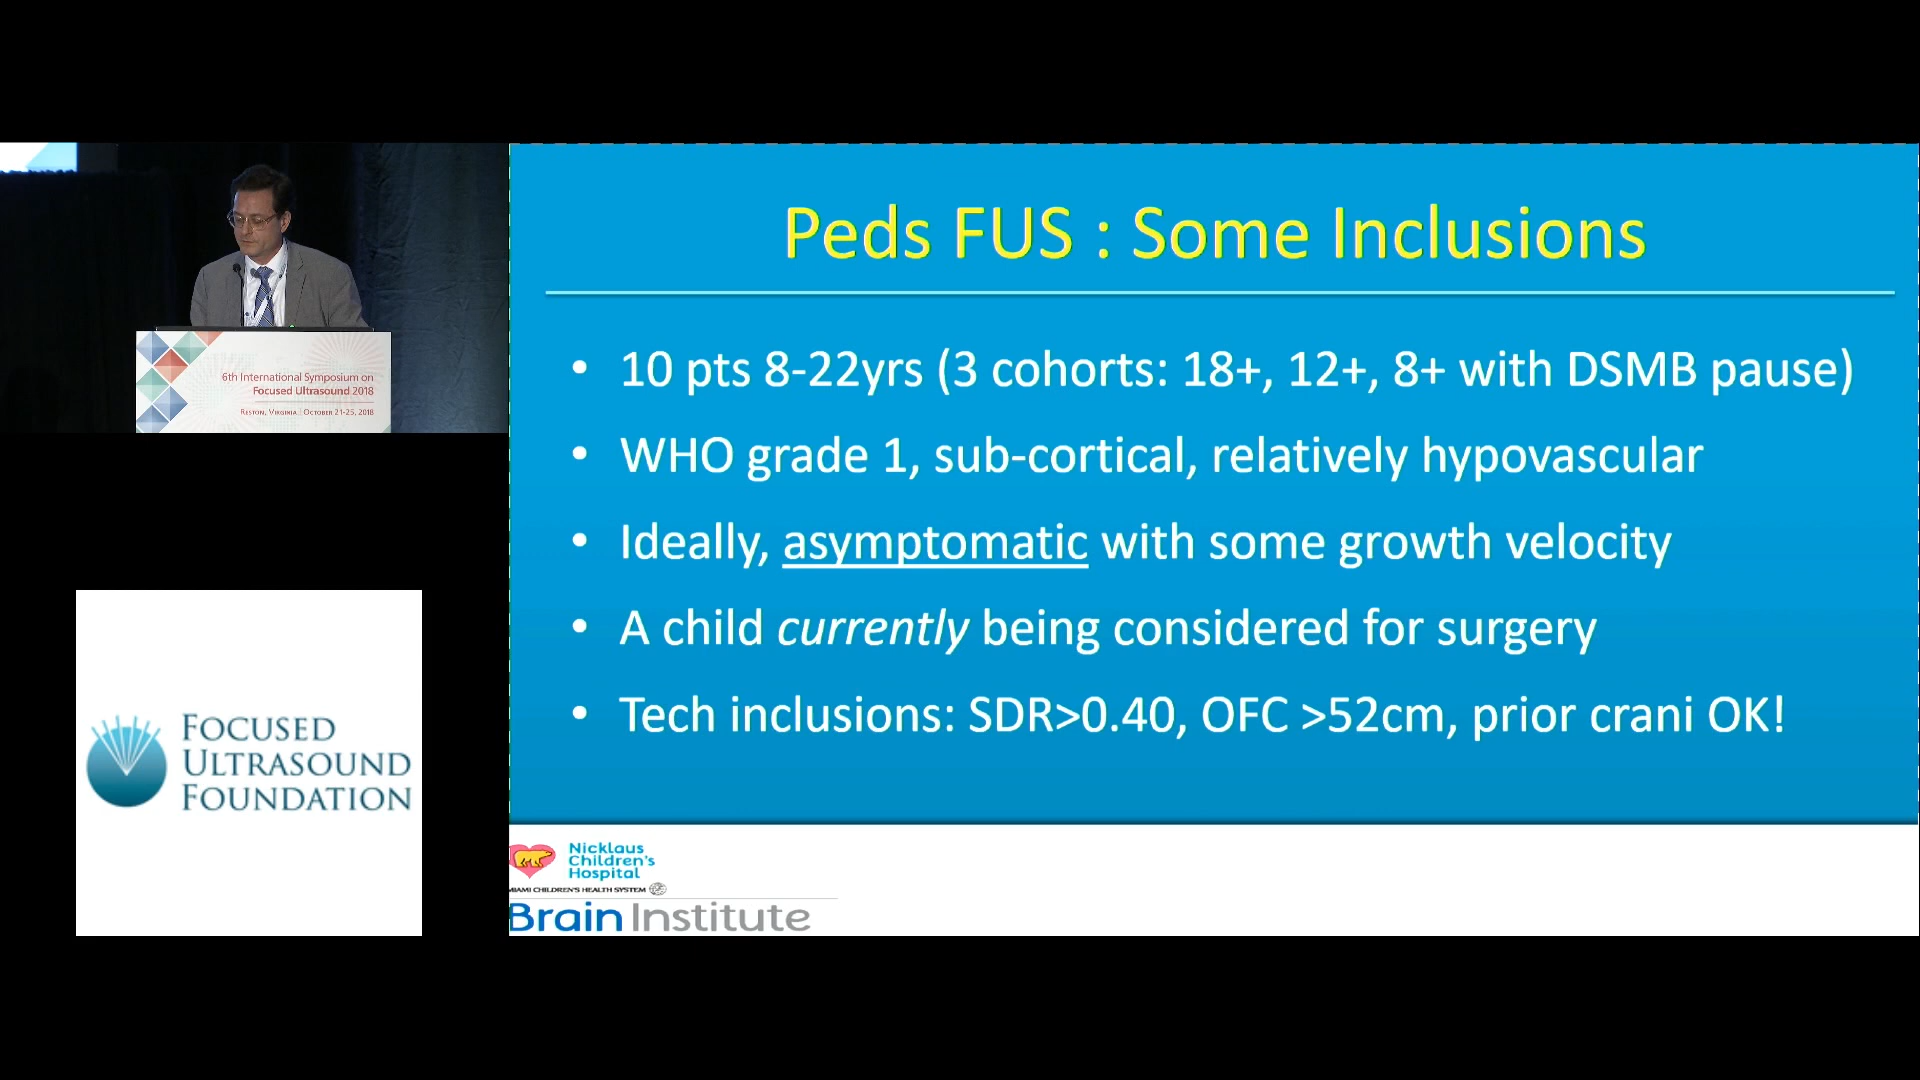 Peds FUS : Some Inclusions
• 10 pts 8-22yrs (3 cohorts: 18+, 12+, 8+ with DSMB pause)
• WHO grade 1, sub-cortical, relatively hypovascular
• Ideally, asymptomatic with some growth velocity
• A child currently being considered for surgery
• Tech inclusions: SDR>0.40, OFC >52cm, prior crani OK!
6th International Symposium on
Focused Ultrasound 2018
Reston, Virginia | October 21-25, 2018
Focused
Ultrasound
Foundation
Nicklaus
Children's
Hospital
MIAMI CHILDREN'S HEALTH SYSTEM
Brain Institute